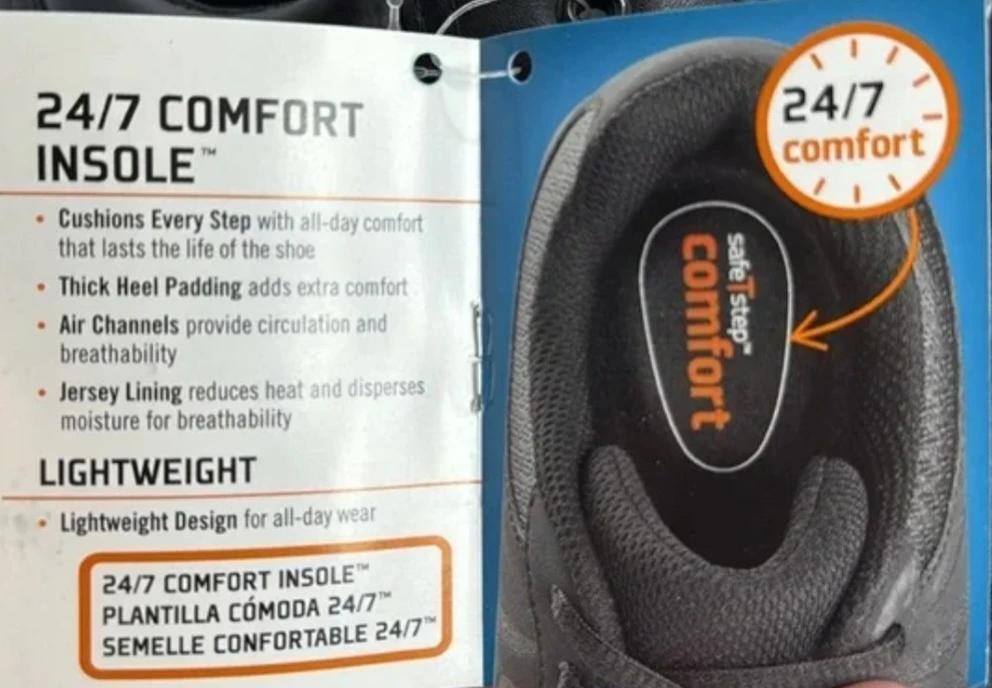 24/7 COMFORT
INSOLE™
• Cushions Every Step with all-day comfort
that lasts the life of the shoe
• Thick Heel Padding adds extra comfort
• Air Channels provide circulation and
breathability
• Jersey Lining reduces heat and disperses
moisture for breathability
LIGHTWEIGHT
• Lightweight Design for all-day wear
24/7 COMFORT INSOLE™
PLANTILLA CÓMODA 24/7™
SEMELLE CONFORTABLE 24/7™
24/7
comfort
safeTstep™
comfort